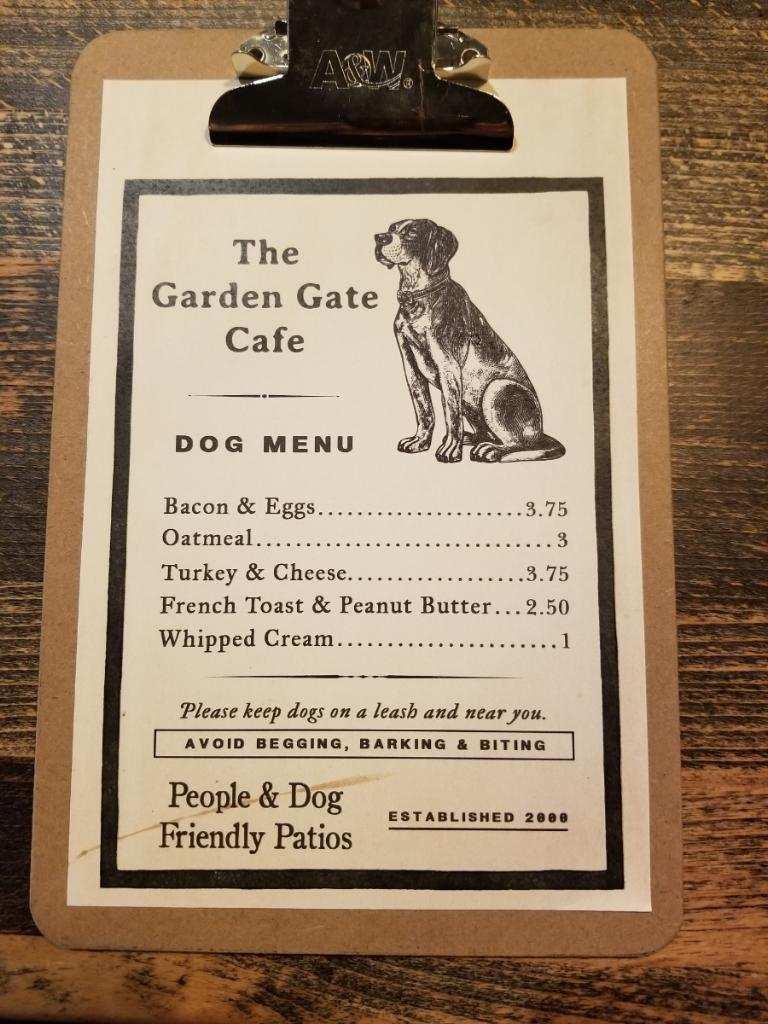 A&W®
The
Garden Gate
Cafe
DOG MENU
Bacon & Eggs.....................3.75
Oatmeal..............................3
Turkey & Cheese..................3.75
French Toast & Peanut Butter...2.50
Whipped Cream......................1
Please keep dogs on a leash and near you.
AVOID BEGGING, BARKING & BITING
People & Dog
Friendly Patios
ESTABLISHED 2000